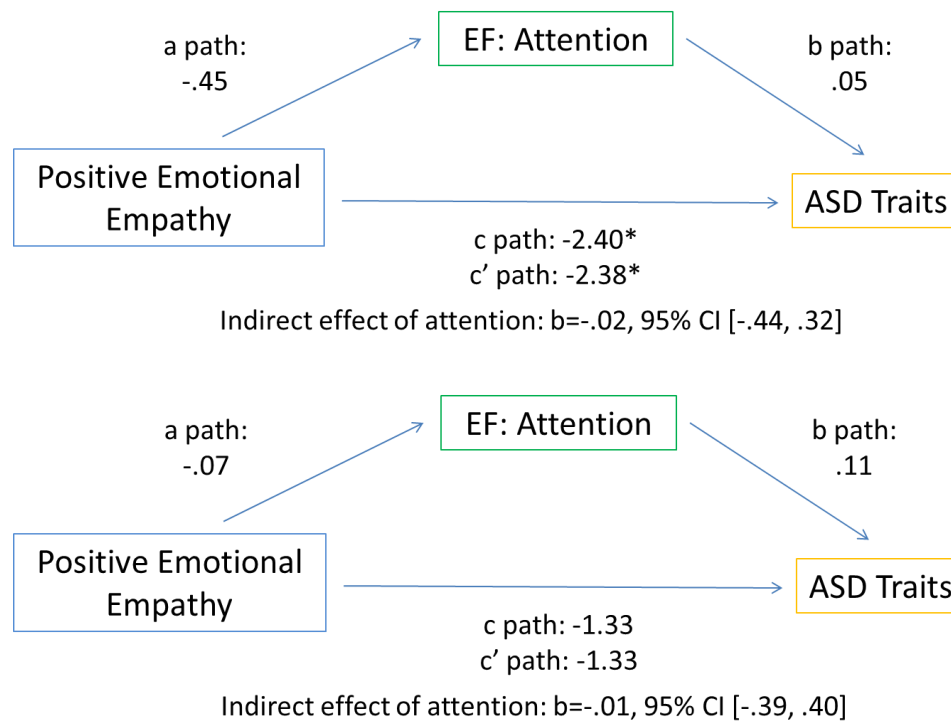 a path:
-.45
EF: Attention
b path:
.05
Positive Emotional
Empathy
ASD Traits
c path: -2.40*
c’ path: -2.38*
Indirect effect of attention: b=-.02, 95% CI [-.44, .32]
a path:
-.07
EF: Attention
b path:
.11
Positive Emotional
Empathy
ASD Traits
c path: -1.33
c’ path: -1.33
Indirect effect of attention: b=-.01, 95% CI [-.39, .40]